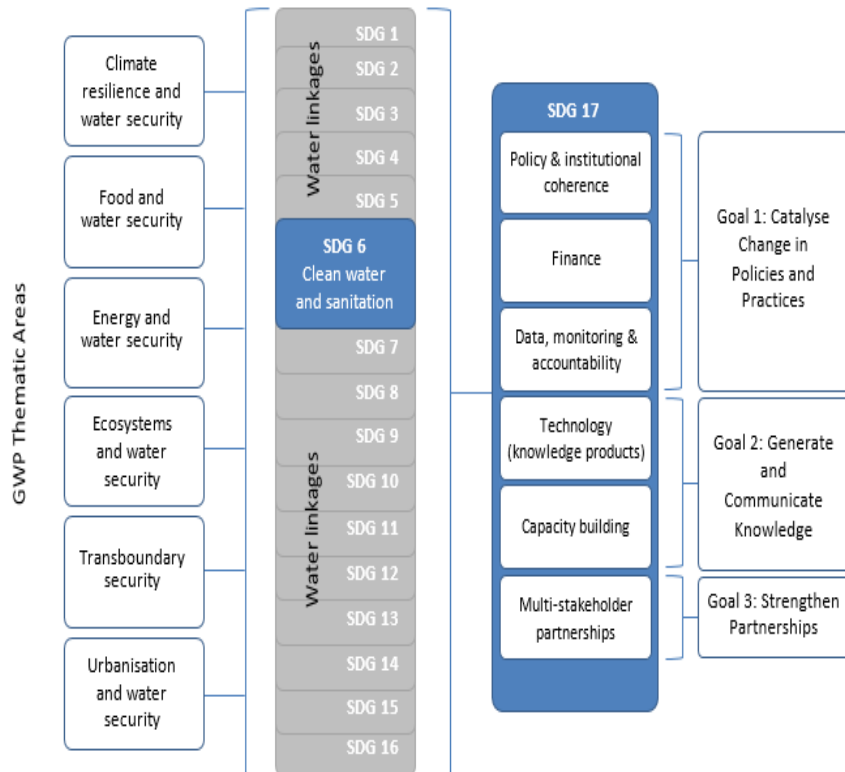 GWP Thematic Areas
Climate
resilience and
water security
Food and
water security
Energy and
water security
Ecosystems
and water
security
Transboundary
security
Urbanisation
and water
security
Water linkages
Water linkages
SDG 1
SDG 2
SDG 3
SDG 4
SDG 5
SDG 6
Clean water
and sanitation
SDG 7
SDG 8
SDG 9
SDG 10
SDG 11
SDG 12
SDG 13
SDG 14
SDG 15
SDG 16
SDG 17
Policy & institutional
coherence
Finance
Data, monitoring &
accountability
Technology
(knowledge products)
Capacity building
Multi-stakeholder
partnerships
Goal 1: Catalyse
Change in
Policies and
Practices
Goal 2: Generate
and
Communicate
Knowledge
Goal 3: Strengthen
Partnerships